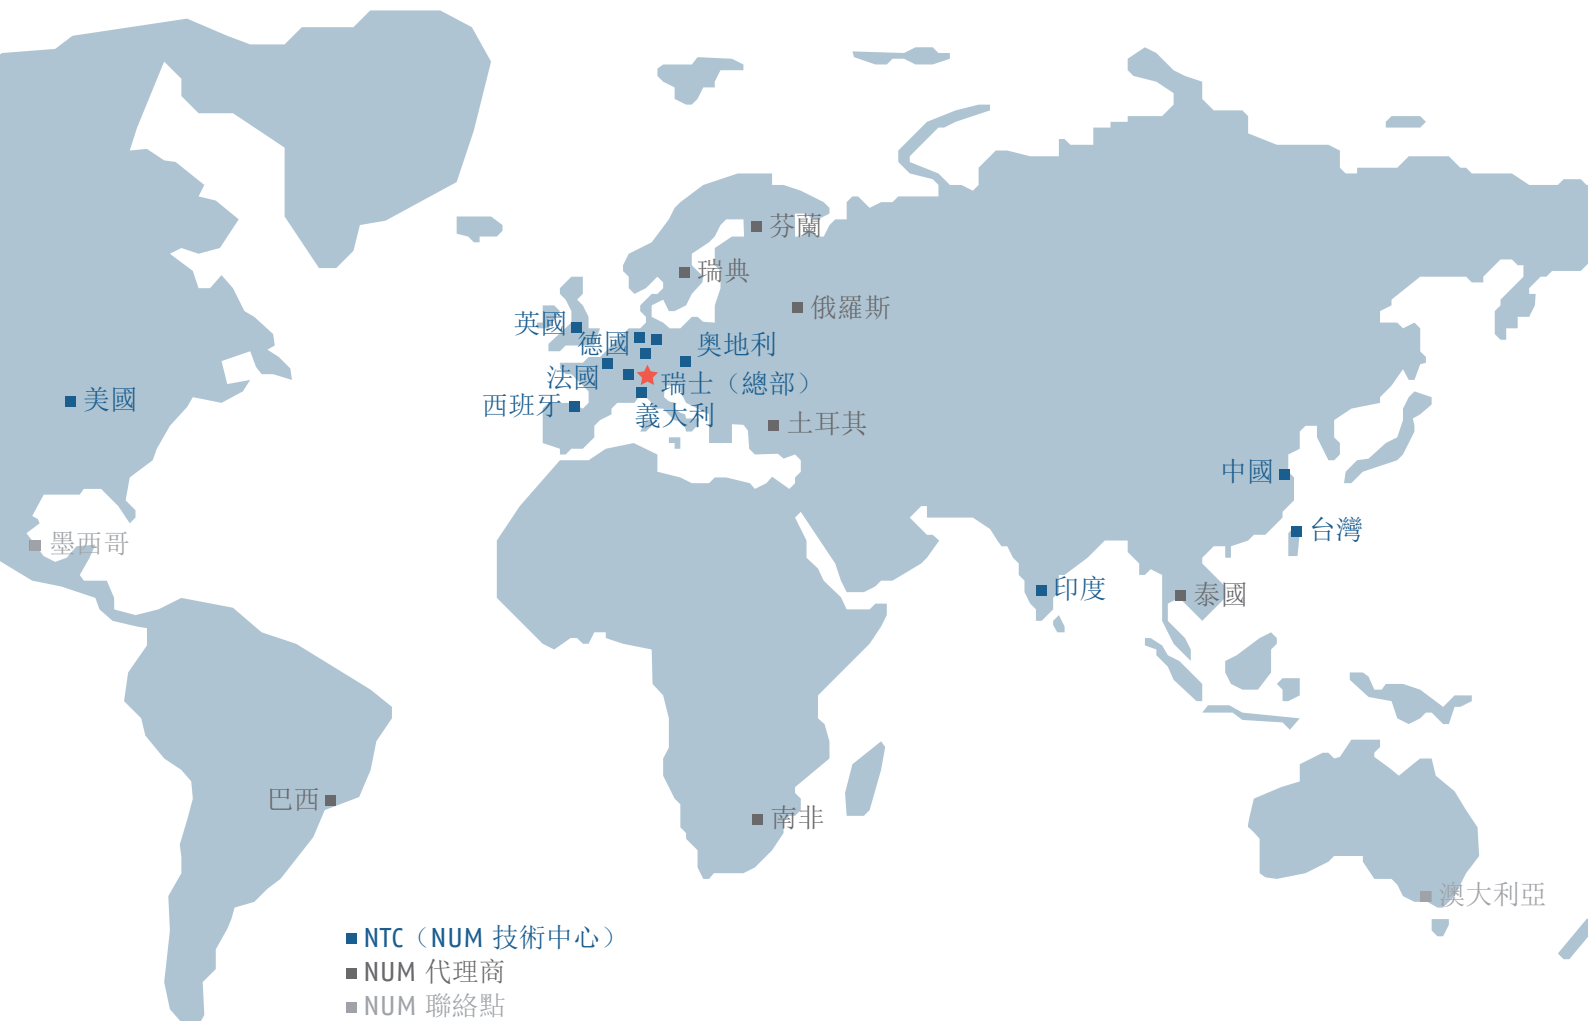 芬蘭
瑞典
俄羅斯
英國
德國
奧地利
法國
瑞士（總部）
美國
西班牙
義大利
土耳其
中國
台灣
墨西哥
印度
泰國
巴西
南非
澳大利亞
NTC（NUM 技術中心）
NUM 代理商
NUM 聯絡點